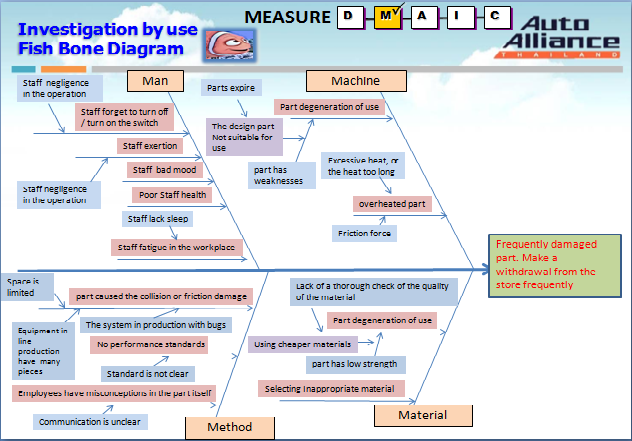 Investigation by use
Fish Bone Diagram
MEASURE
D
M
A
I
C
Auto
Alliance
THAILAND
Man
Machine
Staff negligence
in the operation
Staff forget to turn off
/ turn on the switch
Staff exertion
Staff bad mood
Staff negligence
in the operation
Poor Staff health
Staff lack sleep
Staff fatigue in the workplace
Parts expire
Part degeneration of use
The design part
Not suitable for
use
part has
weaknesses
Excessive heat, or
the heat too long
overheated part
Friction force
Frequently damaged
part. Make a
withdrawal from the
store frequently
Space is
limited
part caused the collision or friction damage
The system in production with bugs
Equipment in
line
production
have many
pieces
No performance standards
Standard is not clear
Employees have misconceptions in the part itself
Communication is unclear
Method
Lack of a thorough check of the quality
of the material
Part degeneration of use
Using cheaper materials
part has low strength
Selecting Inappropriate material
Material